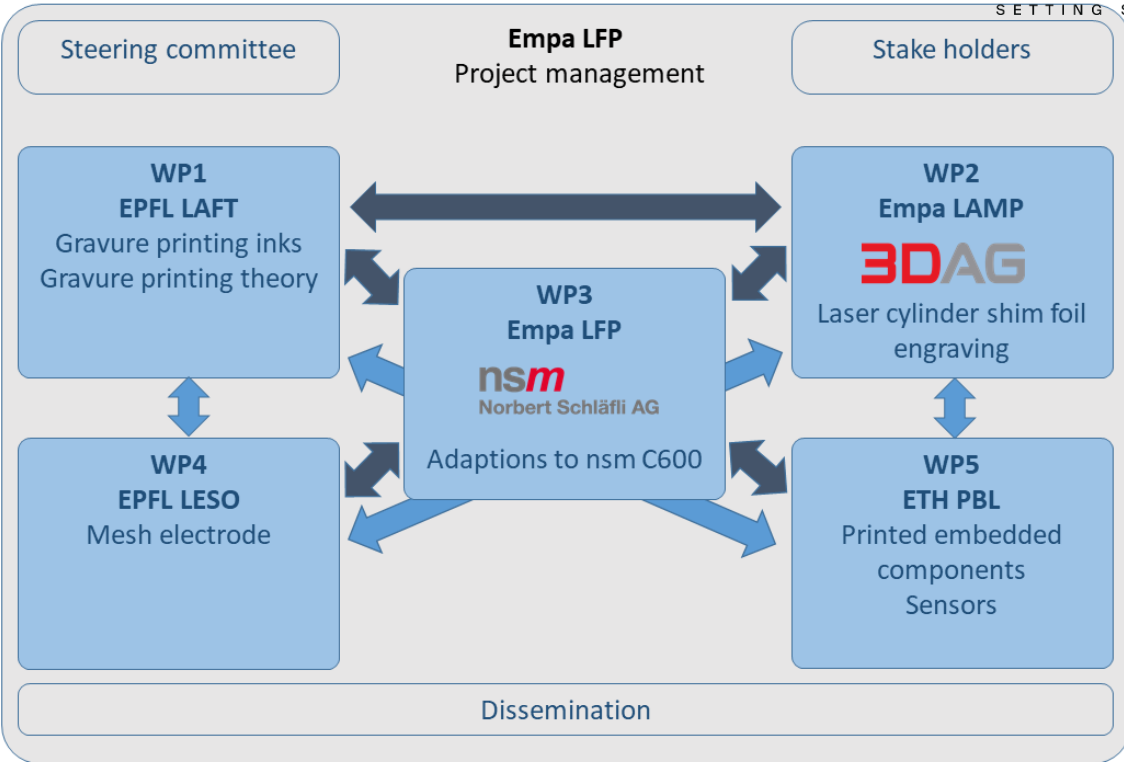 SETTING S
Steering committee
Empa LFP
Project management
Stake holders
WP1
EPFL LAFT
Gravure printing inks
Gravure printing theory
WP2
Empa LAMP
3DAG
Laser cylinder shim foil
engraving
WP3
Empa LFP
nsm
Norbert Schläfli AG
Adaptions to nsm C600
WP4
EPFL LESO
Mesh electrode
WP5
ETH PBL
Printed embedded
components
Sensors
Dissemination